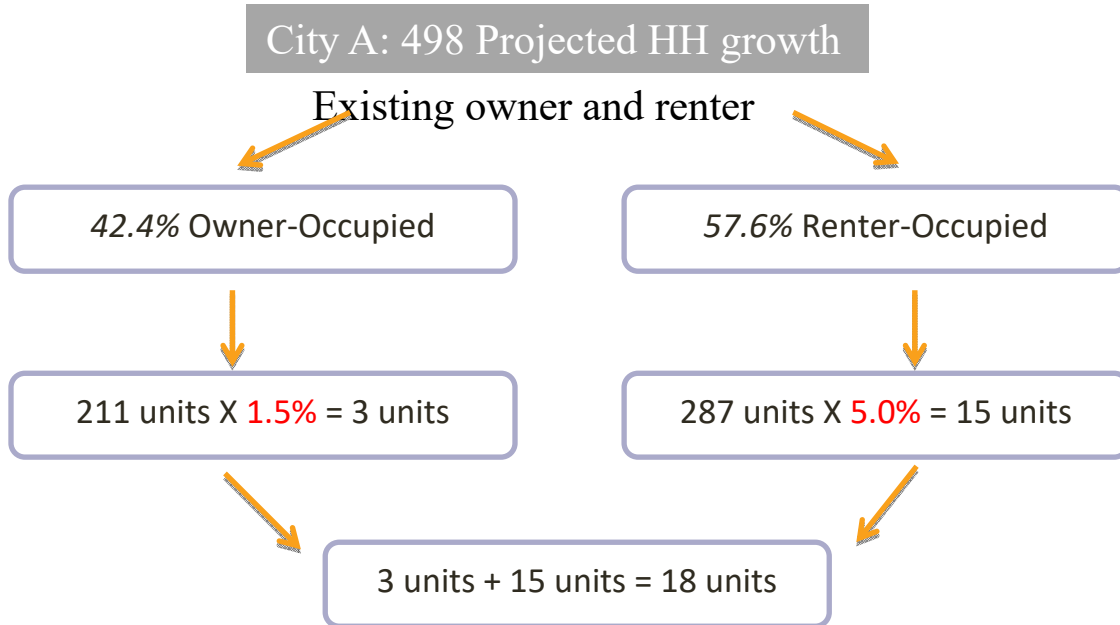 City A: 498 Projected HH growth
Existing owner and renter
42.4% Owner-Occupied
57.6% Renter-Occupied
211 units X 1.5% = 3 units
287 units X 5.0% = 15 units
3 units + 15 units = 18 units